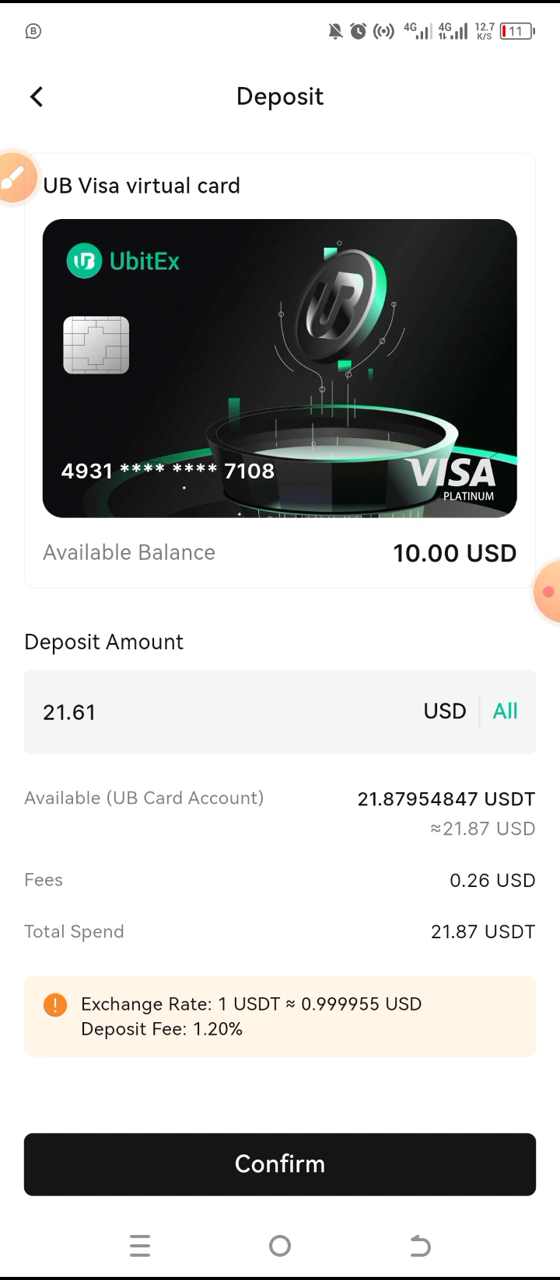 B 4G 4G 12.7 K/S 11
Deposit
UB Visa virtual card
UbitEx
4931 **** **** 7108
VISA
PLATINUM
Available Balance 10.00 USD
Deposit Amount
21.61 USD All
Available (UB Card Account) 21.87954847 USDT
≈21.87 USD
Fees 0.26 USD
Total Spend 21.87 USDT
Exchange Rate: 1 USDT ≈ 0.999955 USD
Deposit Fee: 1.20%
Confirm